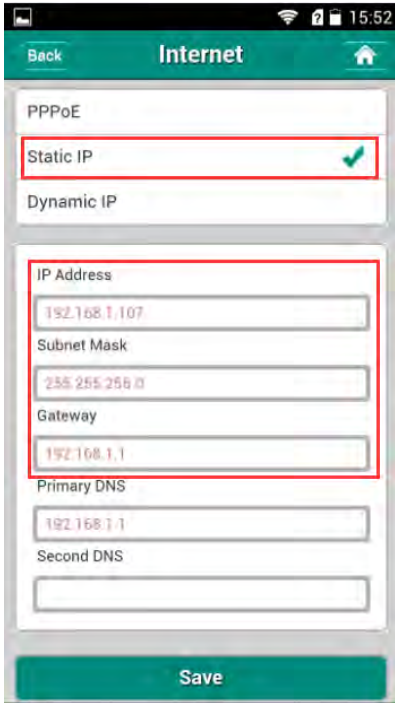 15:52
Back
Internet
PPPoE
Static IP
Dynamic IP
IP Address
192.168.1.107
Subnet Mask
255.255.255.0
Gateway
192.168.1.1
Primary DNS
192.168.1.1
Second DNS
Save